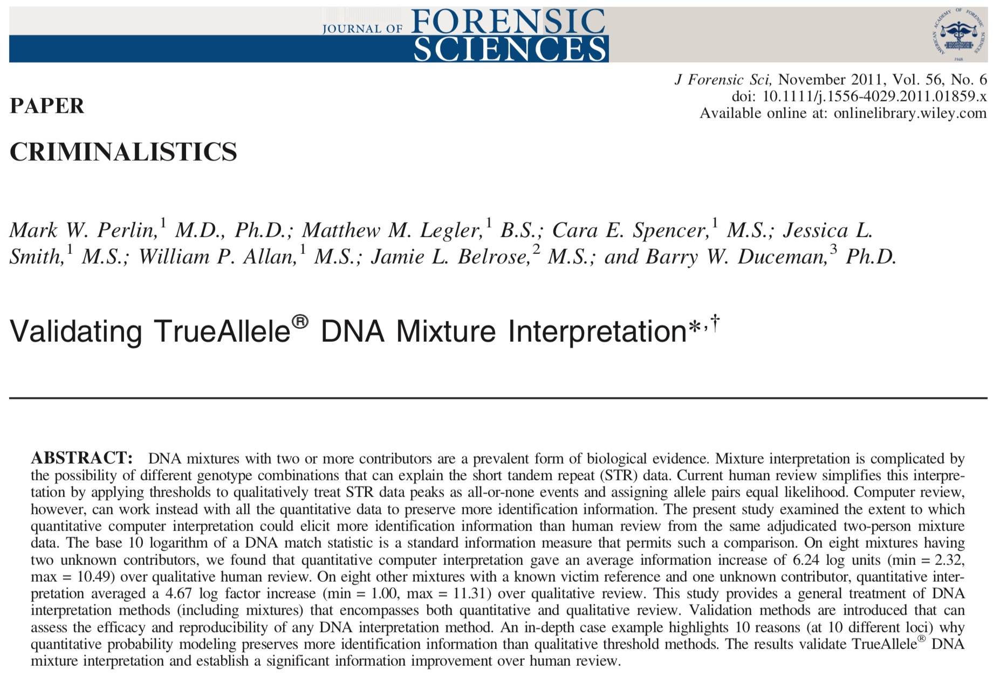 JOURNAL OF FORENSIC
SCIENCES
AMERICAN ACADEMY OF FORENSIC SCIENCES
1948
J Forensic Sci, November 2011, Vol. 56, No. 6
doi: 10.1111/j.1556-4029.2011.01859.x
Available online at: onlinelibrary.wiley.com
PAPER
CRIMINALISTICS
Mark W. Perlin,1 M.D., Ph.D.; Matthew M. Legler,1 B.S.; Cara E. Spencer,1 M.S.; Jessica L.
Smith,1 M.S.; William P. Allan,1 M.S.; Jamie L. Belrose,2 M.S.; and Barry W. Duceman,3 Ph.D.
Validating TrueAllele® DNA Mixture Interpretation*,†
ABSTRACT: DNA mixtures with two or more contributors are a prevalent form of biological evidence. Mixture interpretation is complicated by
the possibility of different genotype combinations that can explain the short tandem repeat (STR) data. Current human review simplifies this interpre-
tation by applying thresholds to qualitatively treat STR data peaks as all-or-none events and assigning allele pairs equal likelihood. Computer review,
however, can work instead with all the quantitative data to preserve more identification information. The present study examined the extent to which
quantitative computer interpretation could elicit more identification information than human review from the same adjudicated two-person mixture
data. The base 10 logarithm of a DNA match statistic is a standard information measure that permits such a comparison. On eight mixtures having
two unknown contributors, we found that quantitative computer interpretation gave an average information increase of 6.24 log units (min = 2.32,
max = 10.49) over qualitative human review. On eight other mixtures with a known victim reference and one unknown contributor, quantitative inter-
pretation averaged a 4.67 log factor increase (min = 1.00, max = 11.31) over qualitative review. This study provides a general treatment of DNA
interpretation methods (including mixtures) that encompasses both quantitative and qualitative review. Validation methods are introduced that can
assess the efficacy and reproducibility of any DNA interpretation method. An in-depth case example highlights 10 reasons (at 10 different loci) why
quantitative probability modeling preserves more identification information than qualitative threshold methods. The results validate TrueAllele® DNA
mixture interpretation and establish a significant information improvement over human review.